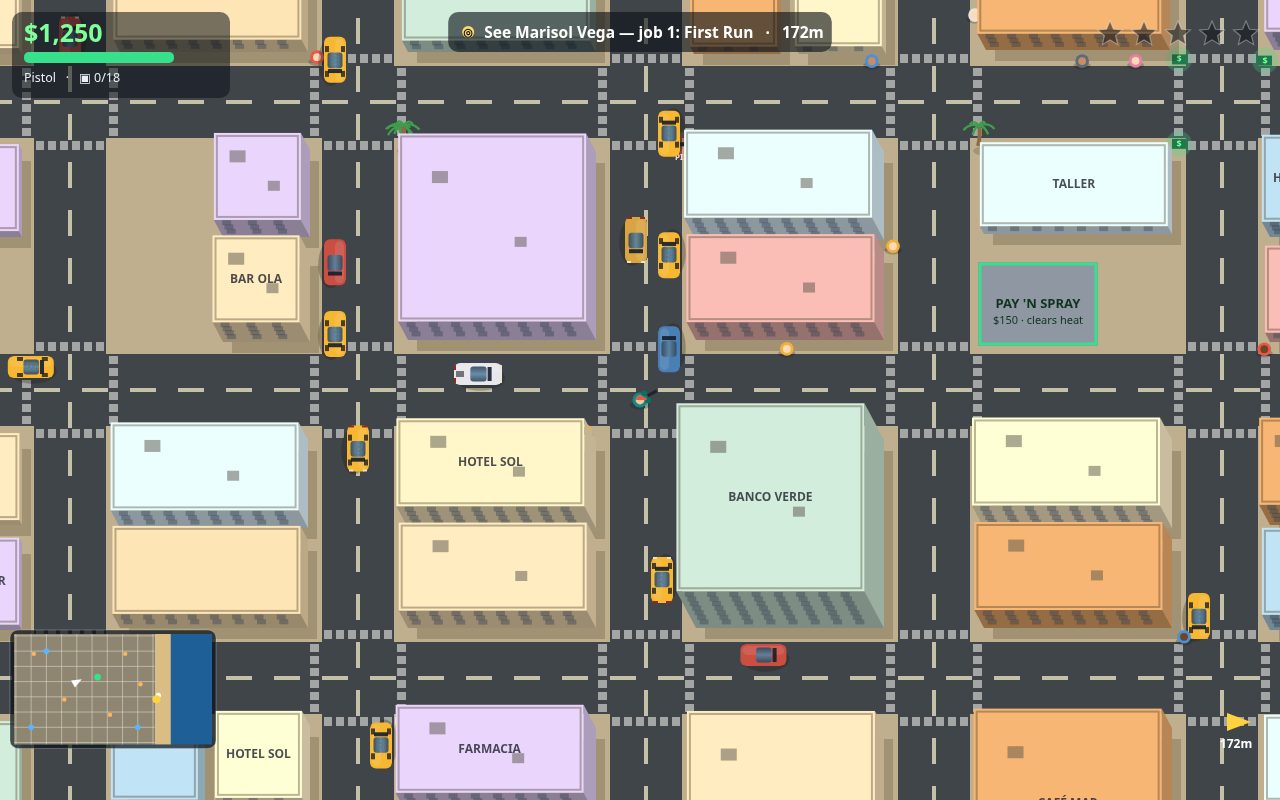 $1,250
Pistol · ▣ 0/18
◎ See Marisol Vega — job 1: First Run · 172m
$
$
$
TALLER
BAR OLA
PAY 'N SPRAY
$150 · clears heat
HOTEL SOL
BANCO VERDE
HOTEL SOL
FARMACIA
172m